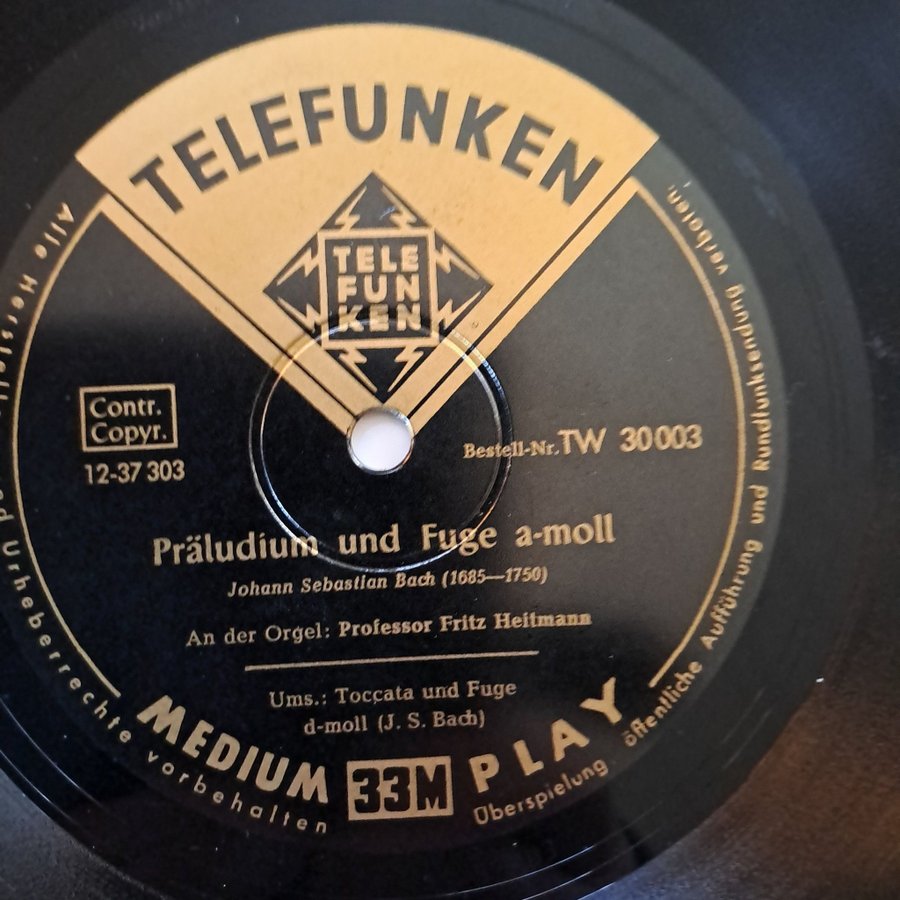 TELEFUNKEN
TELE
FUN
KEN
Contr.
Copyr.
12-37 303
Bestell-Nr. TW 30003
Präludium und Fuge a-moll
Johann Sebastian Bach (1685—1750)
An der Orgel: Professor Fritz Heitmann
Ums.: Toccata und Fuge
d-moll (J. S. Bach)
MEDIUM 33M PLAY
Alle
Urheberrechte vorbehalten
Überspielung öffentliche Aufführung und Rundfunksendung verboten.